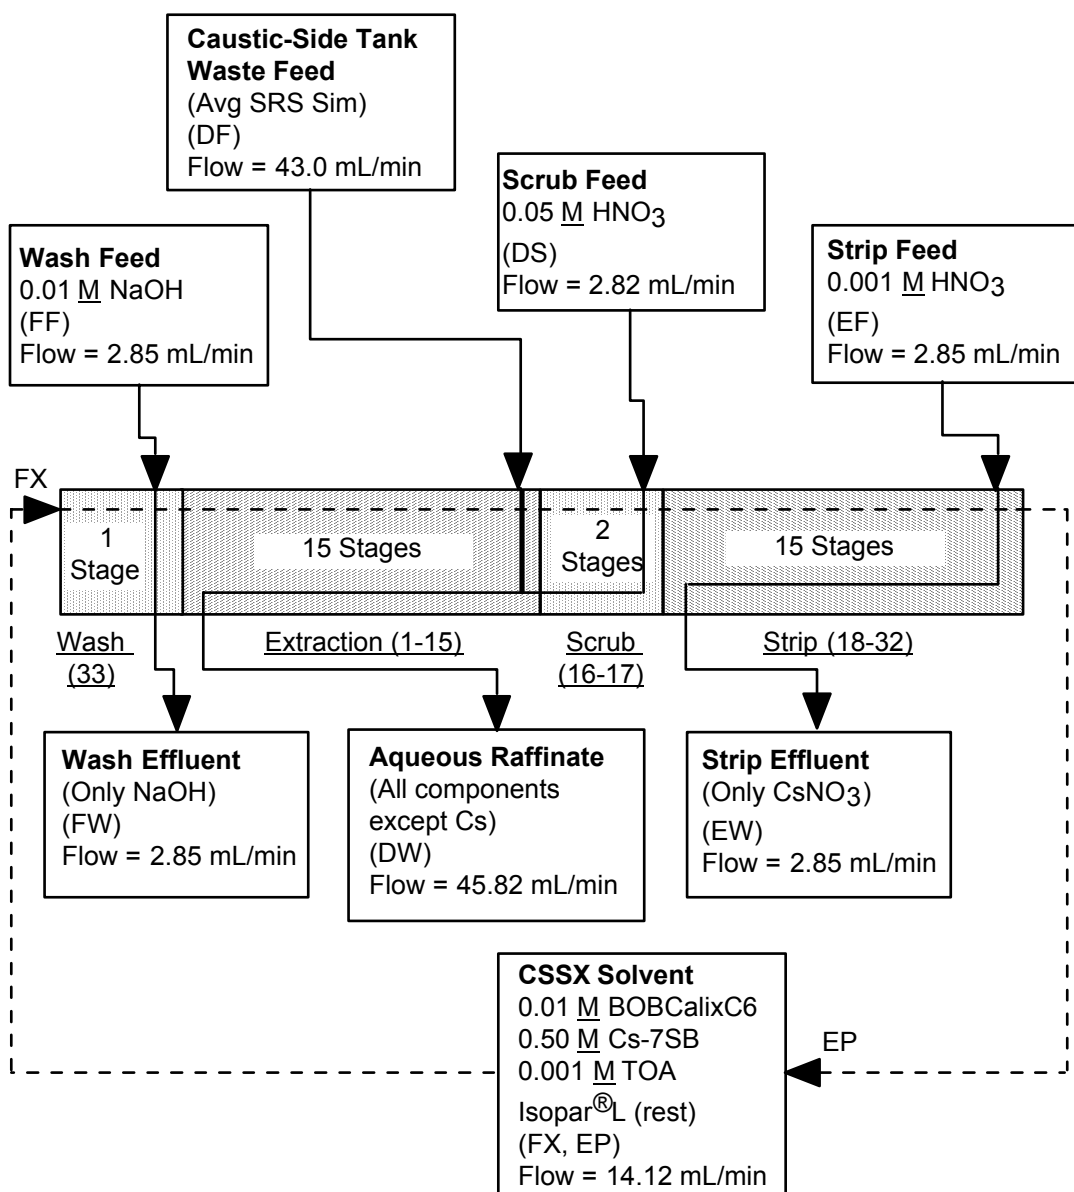 Caustic-Side Tank
Waste Feed
(Avg SRS Sim)
(DF)
Flow = 43.0 mL/min
Scrub Feed
0.05 M HNO3
(DS)
Flow = 2.82 mL/min
Wash Feed
0.01 M NaOH
(FF)
Flow = 2.85 mL/min
Strip Feed
0.001 M HNO3
(EF)
Flow = 2.85 mL/min
FX
1
Stage
15 Stages
2
Stages
15 Stages
Wash
(33)
Extraction (1-15)
Scrub
(16-17)
Strip (18-32)
Wash Effluent
(Only NaOH)
(FW)
Flow = 2.85 mL/min
Aqueous Raffinate
(All components
except Cs)
(DW)
Flow = 45.82 mL/min
Strip Effluent
(Only CsNO3)
(EW)
Flow = 2.85 mL/min
CSSX Solvent
0.01 M BOBCalixC6
0.50 M Cs-7SB
0.001 M TOA
Isopar®L (rest)
(FX, EP)
Flow = 14.12 mL/min
EP